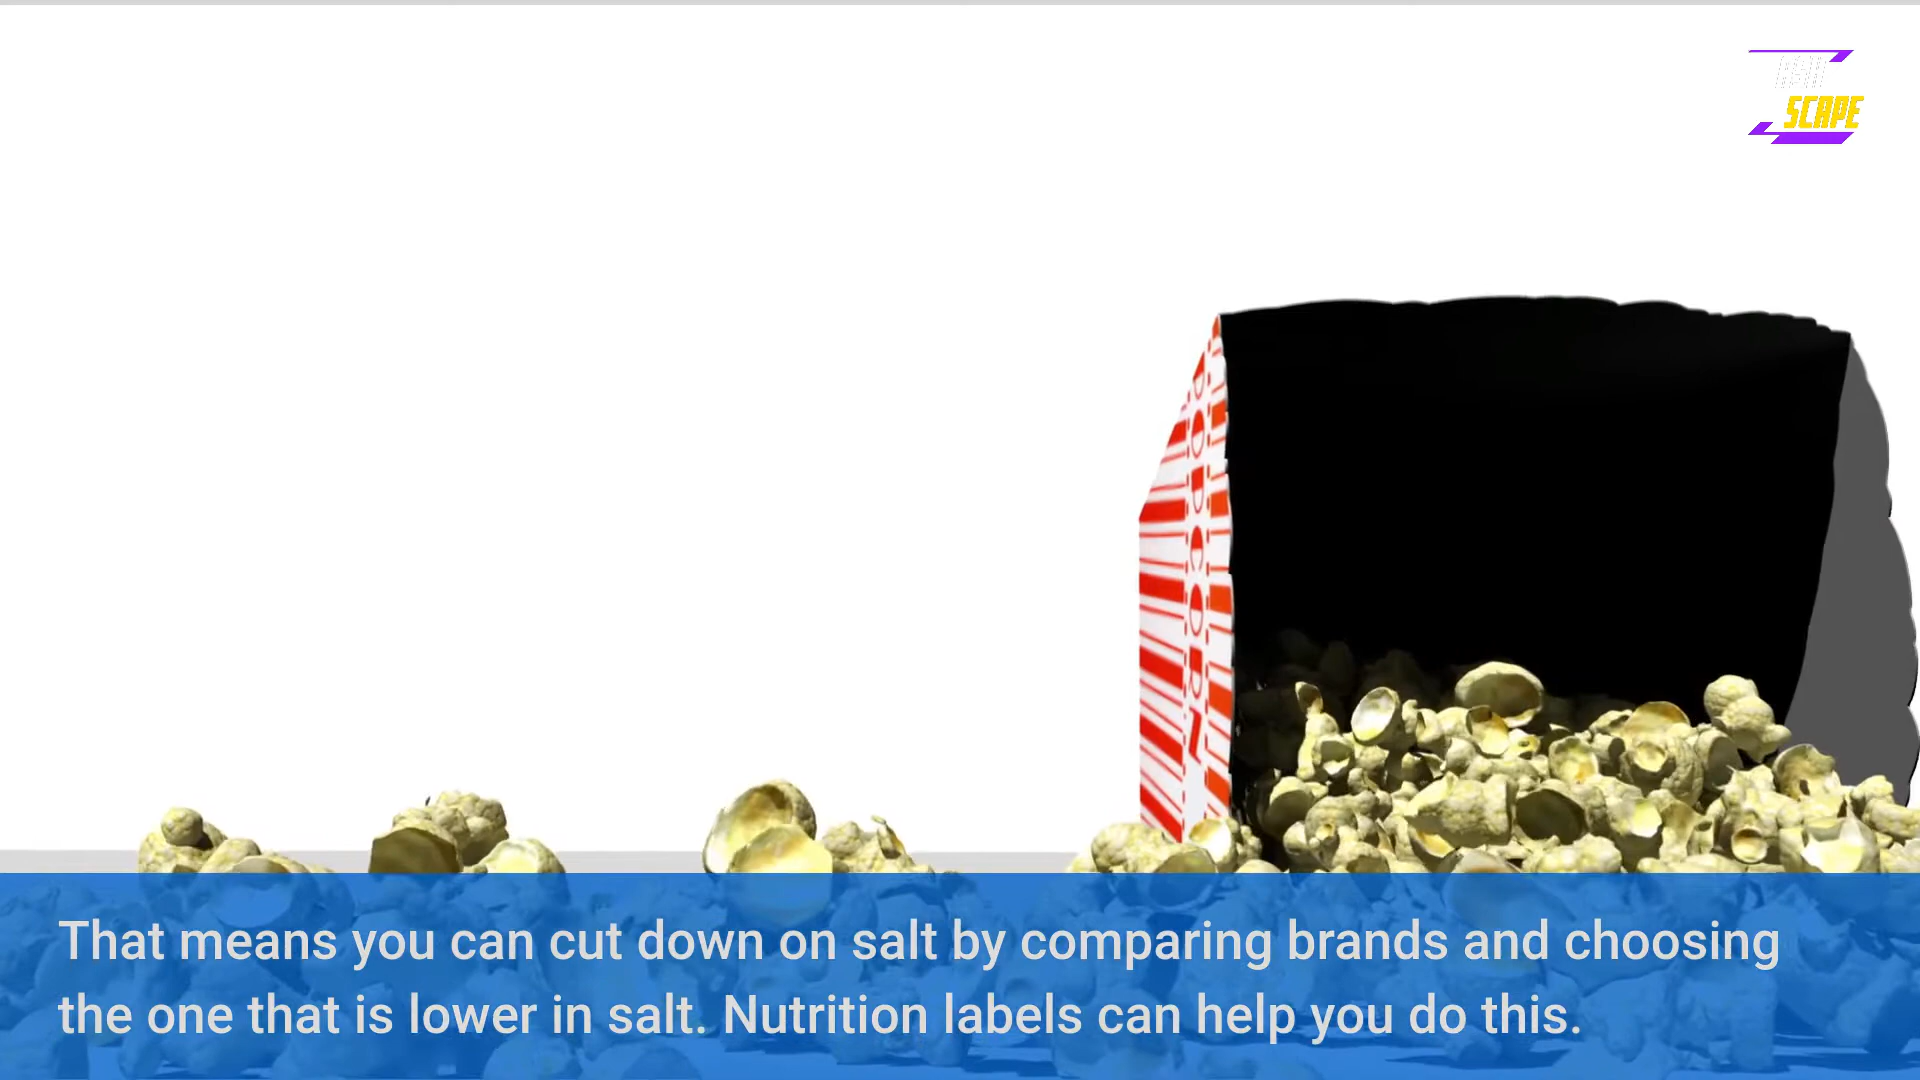 SCAPE
POPCORN
That means you can cut down on salt by comparing brands and choosing
the one that is lower in salt. Nutrition labels can help you do this.